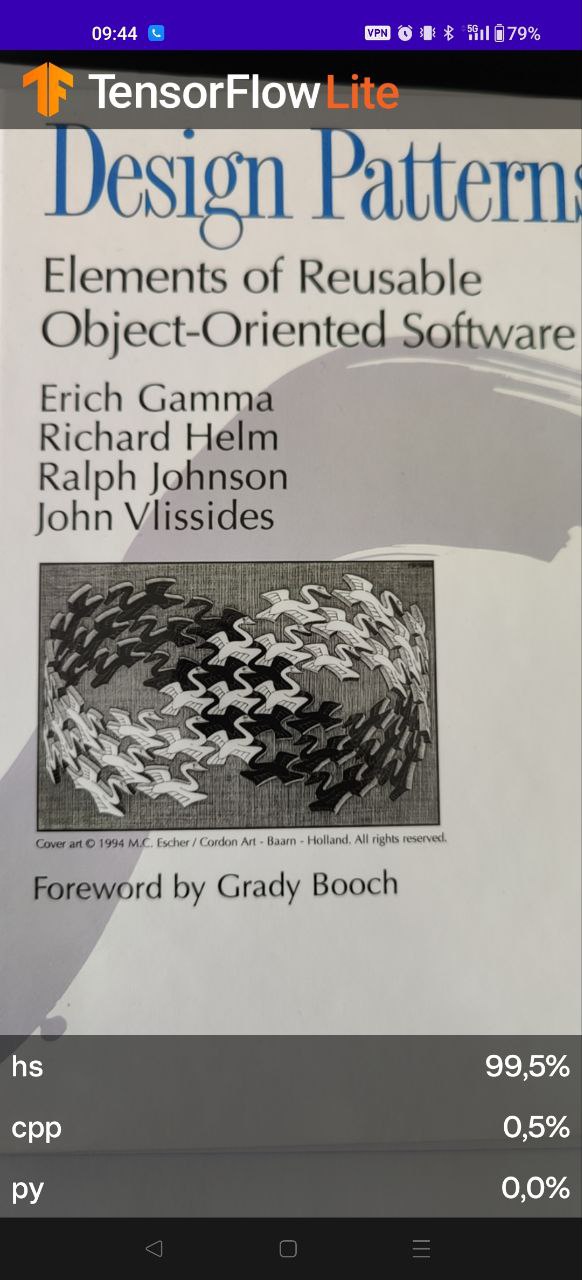 09:44 VPN 5G 79%
TensorFlow Lite
Design Patterns
Elements of Reusable
Object-Oriented Software
Erich Gamma
Richard Helm
Ralph Johnson
John Vlissides
Cover art © 1994 M.C. Escher / Cordon Art - Baarn - Holland. All rights reserved.
Foreword by Grady Booch
hs 99,5%
cpp 0,5%
py 0,0%